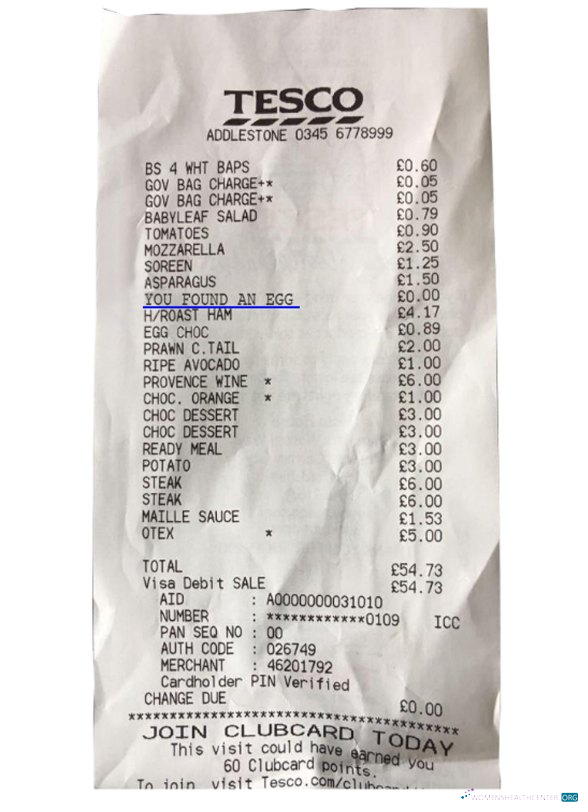 TESCO
ADDLESTONE 0345 6778999
BS 4 WHT BAPS £0.60
GOV BAG CHARGE+* £0.05
GOV BAG CHARGE+* £0.05
BABYLEAF SALAD £0.79
TOMATOES £0.90
MOZZARELLA £2.50
SOREEN £1.25
ASPARAGUS £1.50
YOU FOUND AN EGG £0.00
H/ROAST HAM £4.17
EGG CHOC £0.89
PRAWN C.TAIL £2.00
RIPE AVOCADO £1.00
PROVENCE WINE * £6.00
CHOC. ORANGE * £1.00
CHOC DESSERT £3.00
CHOC DESSERT £3.00
READY MEAL £3.00
POTATO £3.00
STEAK £6.00
STEAK £6.00
MAILLE SAUCE £1.53
OTEX * £5.00
TOTAL £54.73
Visa Debit SALE £54.73
AID : A0000000031010
NUMBER : ************0109 ICC
PAN SEQ NO : 00
AUTH CODE : 026749
MERCHANT : 46201792
Cardholder PIN Verified
CHANGE DUE £0.00
****************************************
JOIN CLUBCARD TODAY
This visit could have earned you
60 Clubcard points.
To join, visit Tesco.com/clubcard
WOMENSHEALTHCENTER.ORG